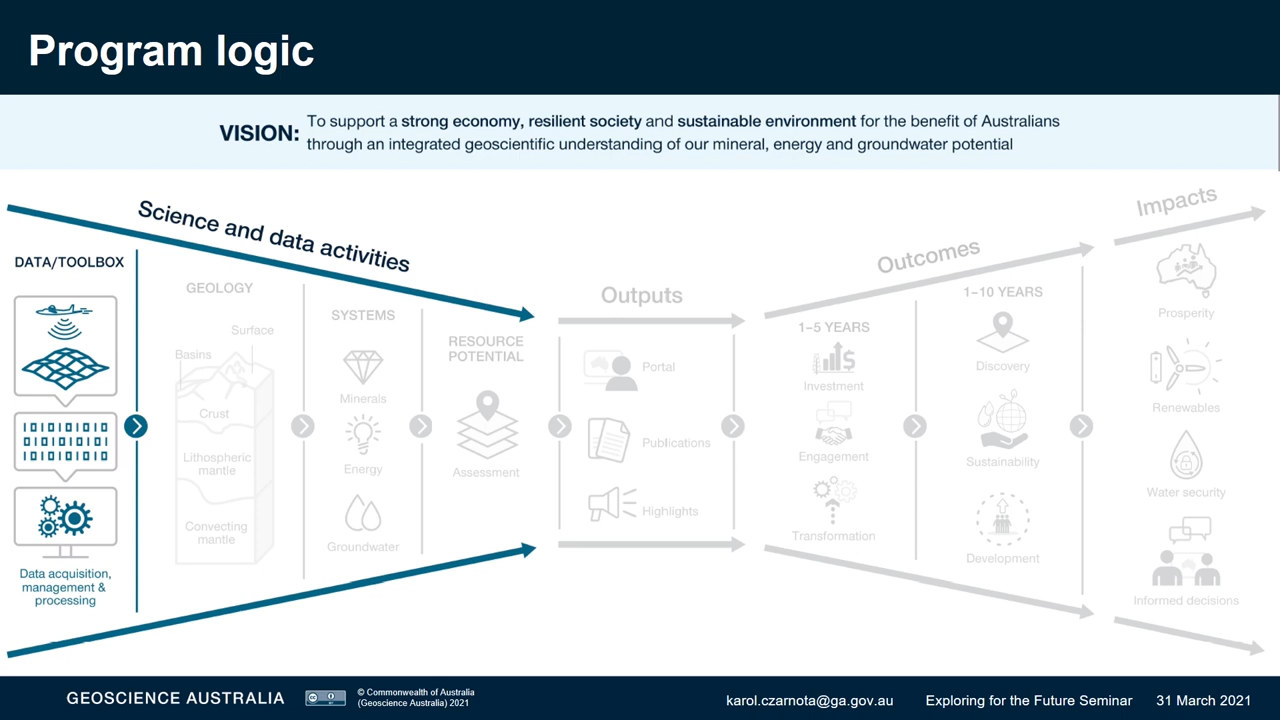 Program logic
VISION:
To support a strong economy, resilient society and sustainable environment for the benefit of Australians
through an integrated geoscientific understanding of our mineral, energy and groundwater potential
Science and data activities
DATA/TOOLBOX
01010101
10101010
01010101
Data acquisition,
management &
processing
GEOLOGY
Surface
Basins
Crust
Lithospheric
mantle
Convecting
mantle
SYSTEMS
Minerals
Energy
Groundwater
RESOURCE
POTENTIAL
Assessment
Outputs
Portal
Publications
Highlights
Outcomes
1–5 YEARS
$
Investment
Engagement
Transformation
1–10 YEARS
Discovery
Sustainability
Development
Impacts
Prosperity
Renewables
Water security
Informed decisions
GEOSCIENCE AUSTRALIA
© Commonwealth of Australia
(Geoscience Australia) 2021
karol.czarnota@ga.gov.au
Exploring for the Future Seminar
31 March 2021